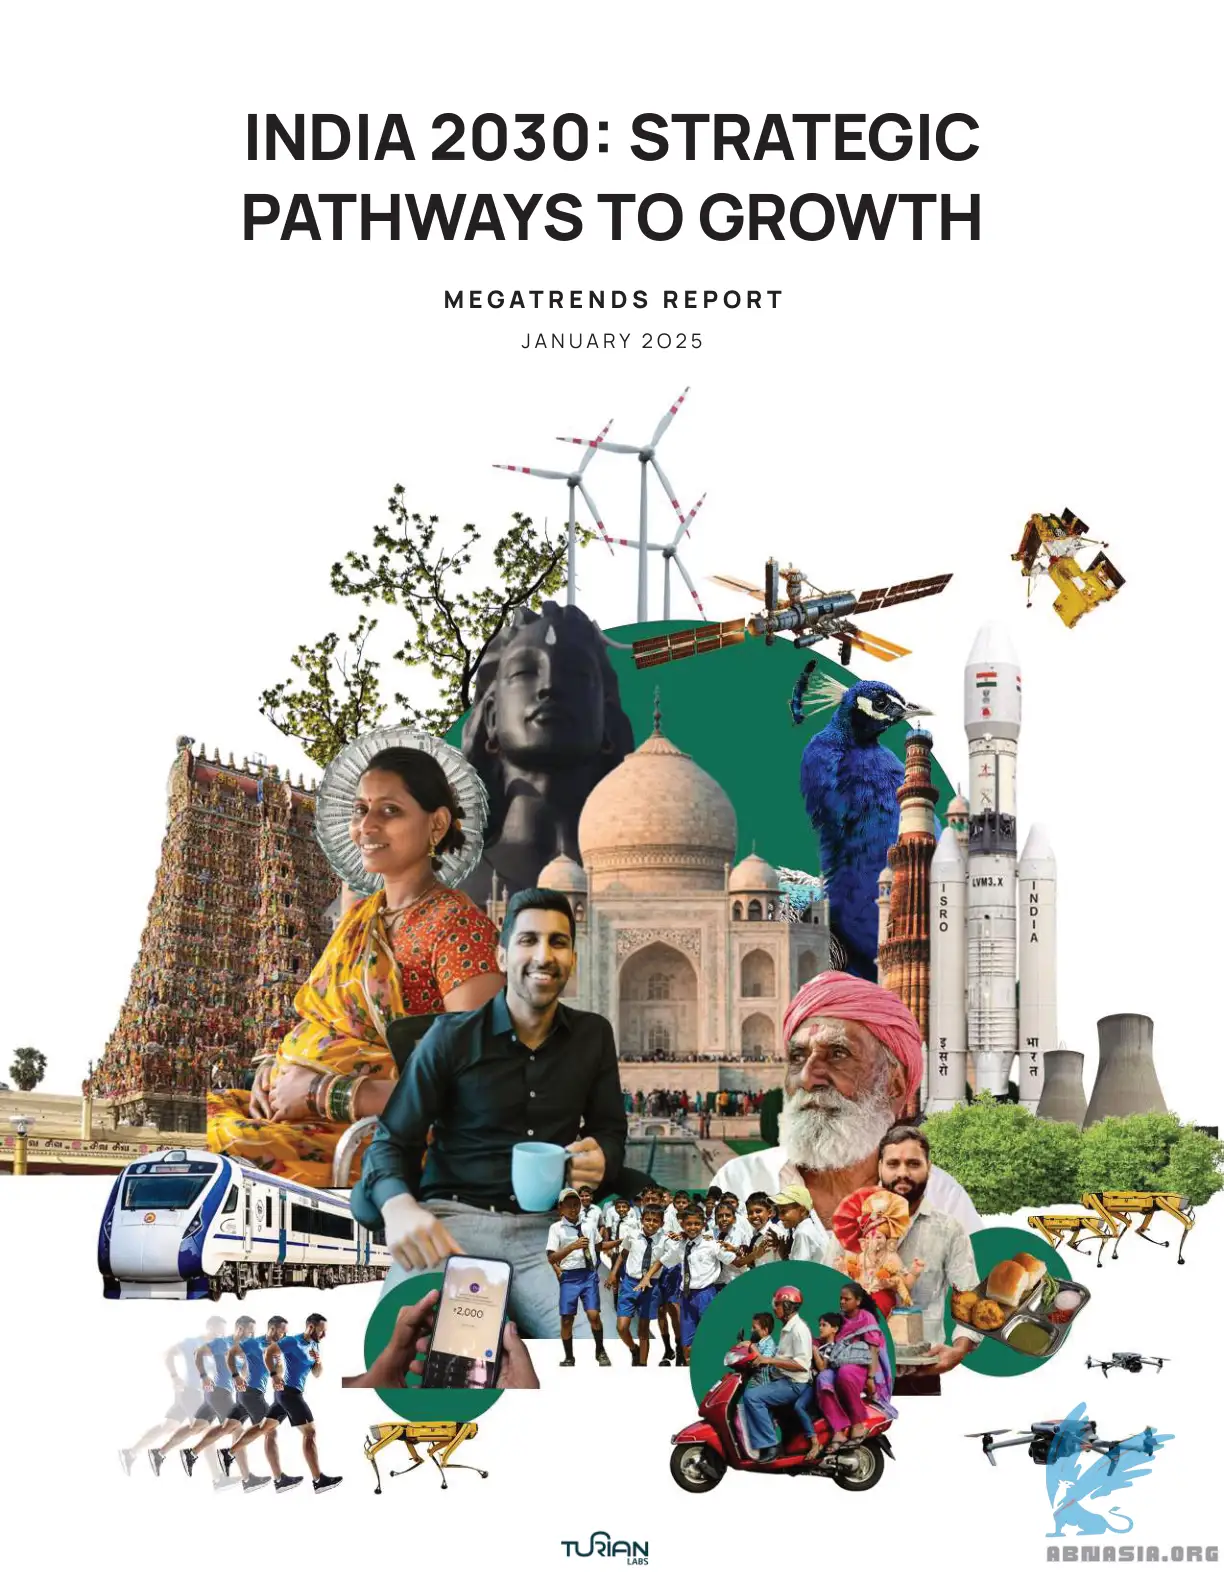 INDIA 2030: STRATEGIC
PATHWAYS TO GROWTH
MEGATRENDS REPORT
JANUARY 2025
LVM3.X
ISRO
INDIA
इसरो
भारत
சிவ சிவ
₹2,000
TURIAN
LABS
ABNASIA.ORG